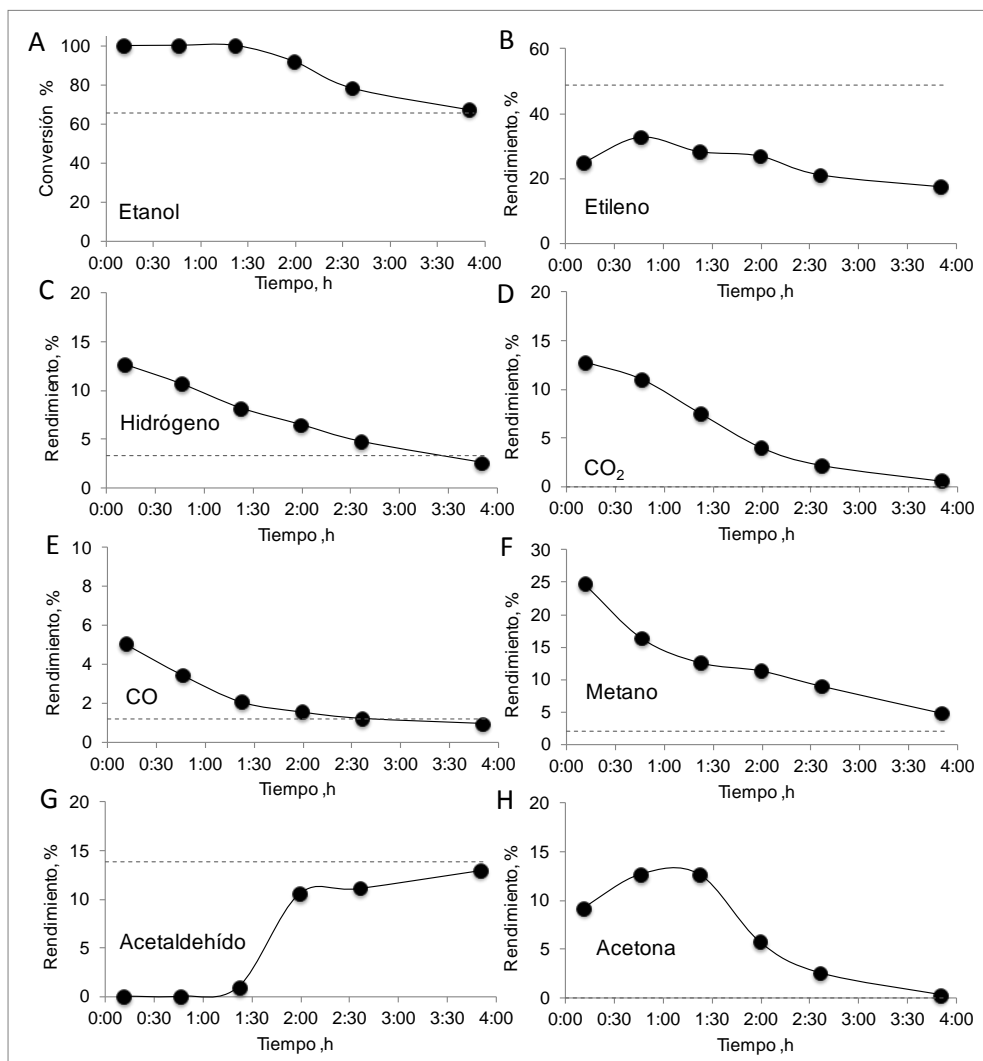 A
Conversión %
100
80
60
40
20
0
Etanol
0:00 0:30 1:00 1:30 2:00 2:30 3:00 3:30 4:00
Tiempo, h
B
Rendimiento, %
60
40
20
0
Etileno
0:00 0:30 1:00 1:30 2:00 2:30 3:00 3:30 4:00
Tiempo ,h
C
Rendimiento, %
20
15
10
5
0
Hidrógeno
0:00 0:30 1:00 1:30 2:00 2:30 3:00 3:30 4:00
Tiempo ,h
D
Rendimiento, %
20
15
10
5
0
CO₂
0:00 0:30 1:00 1:30 2:00 2:30 3:00 3:30 4:00
Tiempo ,h
E
Rendimiento, %
10
8
6
4
2
0
CO
0:00 0:30 1:00 1:30 2:00 2:30 3:00 3:30 4:00
Tiempo ,h
F
Rendimiento, %
30
25
20
15
10
5
0
Metano
0:00 0:30 1:00 1:30 2:00 2:30 3:00 3:30 4:00
Tiempo ,h
G
Rendimiento, %
20
15
10
5
0
Acetaldehído
0:00 0:30 1:00 1:30 2:00 2:30 3:00 3:30 4:00
Tiempo ,h
H
Rendimiento, %
20
15
10
5
0
Acetona
0:00 0:30 1:00 1:30 2:00 2:30 3:00 3:30 4:00
Tiempo ,h